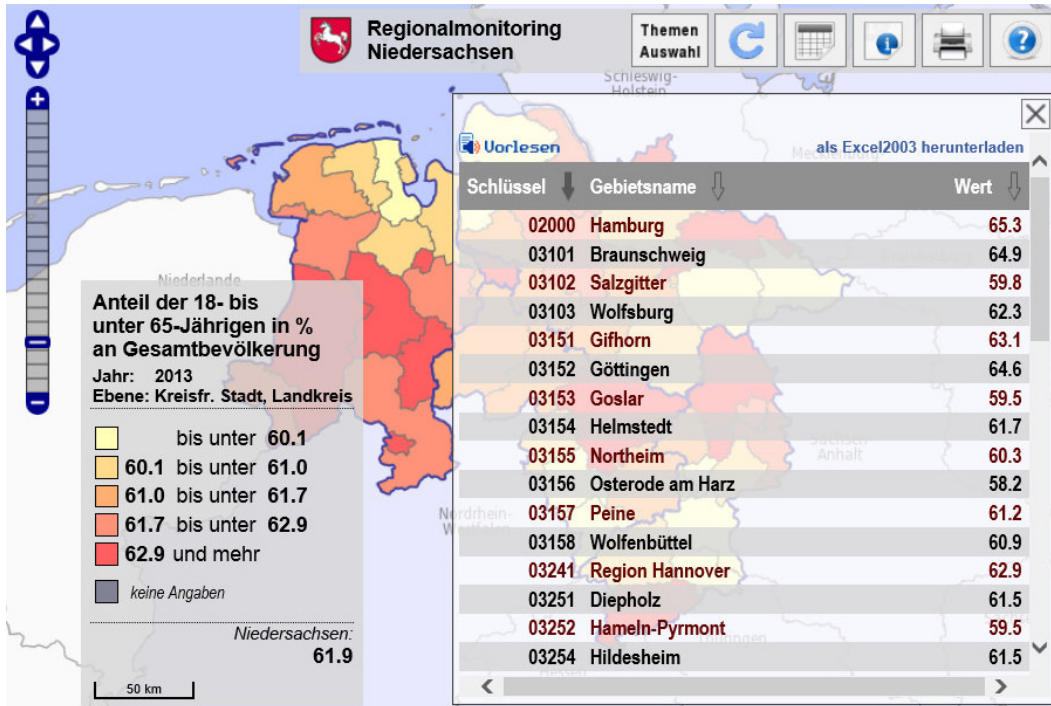 Regionalmonitoring
Niedersachsen
Themen
Auswahl
Schleswig-
Holstein
Vorlesen
als Excel2003 herunterladen
Schlüssel Gebietsname Wert
02000 Hamburg 65.3
03101 Braunschweig 64.9
03102 Salzgitter 59.8
03103 Wolfsburg 62.3
03151 Gifhorn 63.1
03152 Göttingen 64.6
03153 Goslar 59.5
03154 Helmstedt 61.7
03155 Northeim 60.3
03156 Osterode am Harz 58.2
03157 Peine 61.2
03158 Wolfenbüttel 60.9
03241 Region Hannover 62.9
03251 Diepholz 61.5
03252 Hameln-Pyrmont 59.5
03254 Hildesheim 61.5
Niederlande
Anteil der 18- bis
unter 65-Jährigen in %
an Gesamtbevölkerung
Jahr: 2013
Ebene: Kreisfr. Stadt, Landkreis
bis unter 60.1
60.1 bis unter 61.0
61.0 bis unter 61.7
61.7 bis unter 62.9
62.9 und mehr
keine Angaben
Niedersachsen:
61.9
50 km
Nordrhein-
Westfalen
Anhalt
Hessen